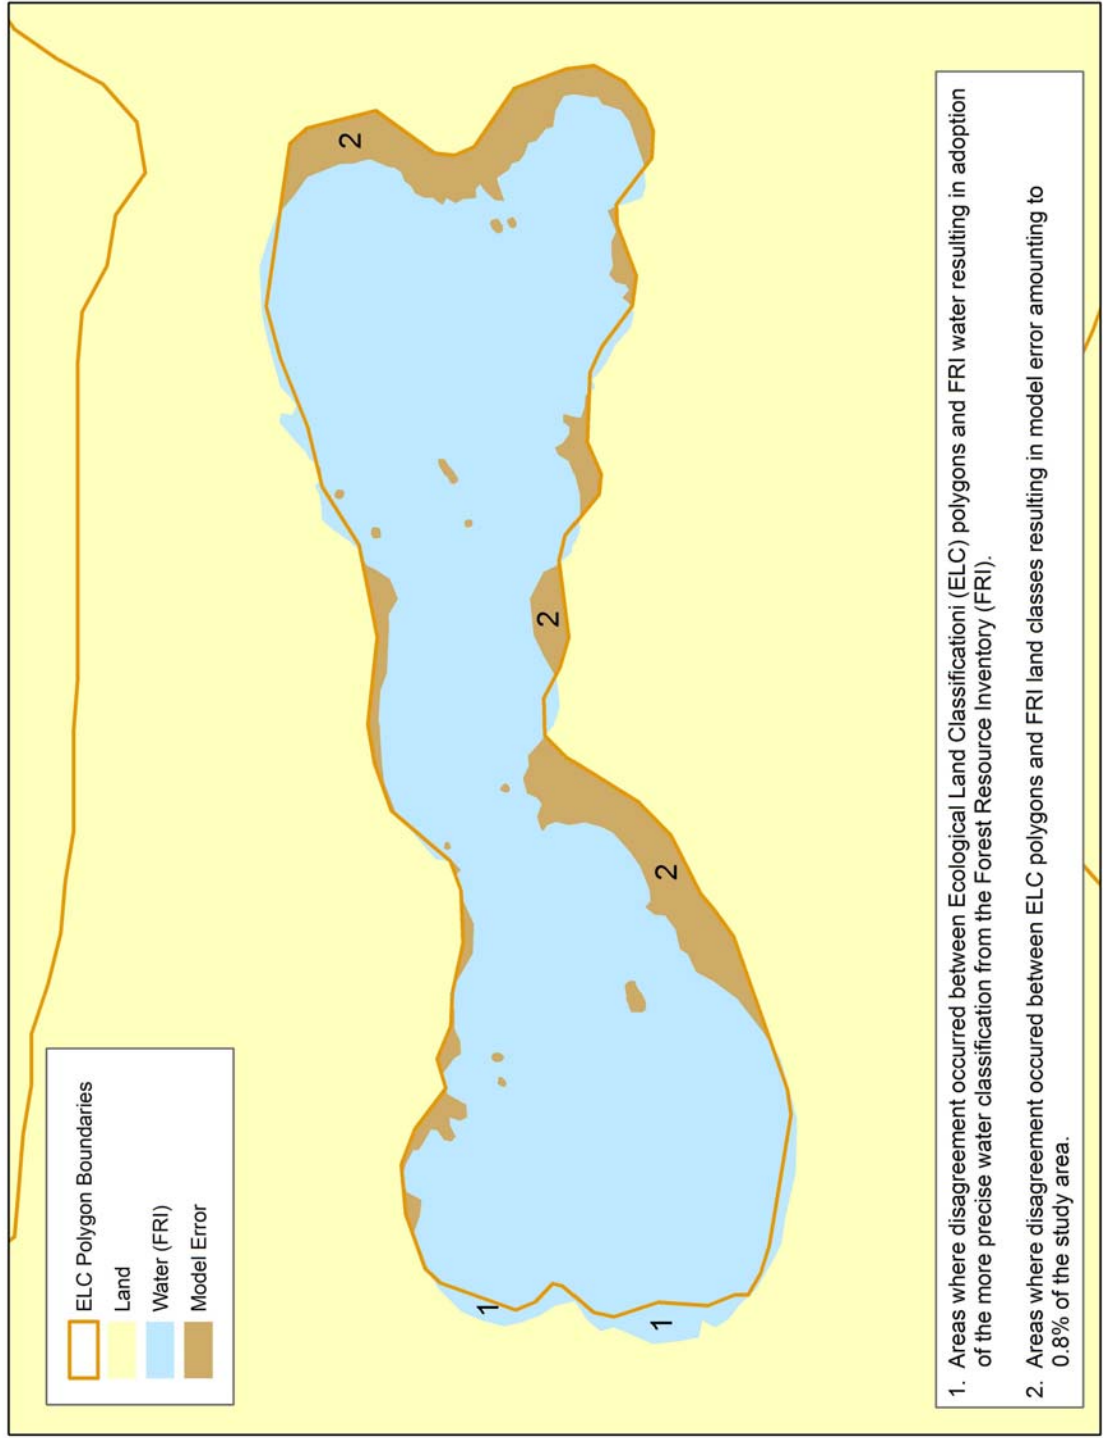 ELC Polygon Boundaries
Land
Water (FRI)
Model Error
2
2
2
1
1
1. Areas where disagreement occurred between Ecological Land Classificationi (ELC) polygons and FRI water resulting in adoption
of the more precise water classification from the Forest Resource Inventory (FRI).
2. Areas where disagreement occured between ELC polygons and FRI land classes resulting in model error amounting to
0.8% of the study area.